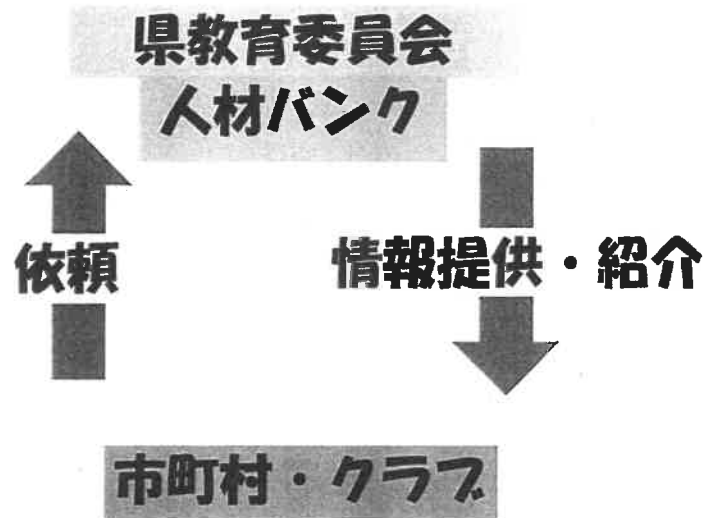 県教育委員会
人材バンク
依頼
情報提供・紹介
市町村・クラブ